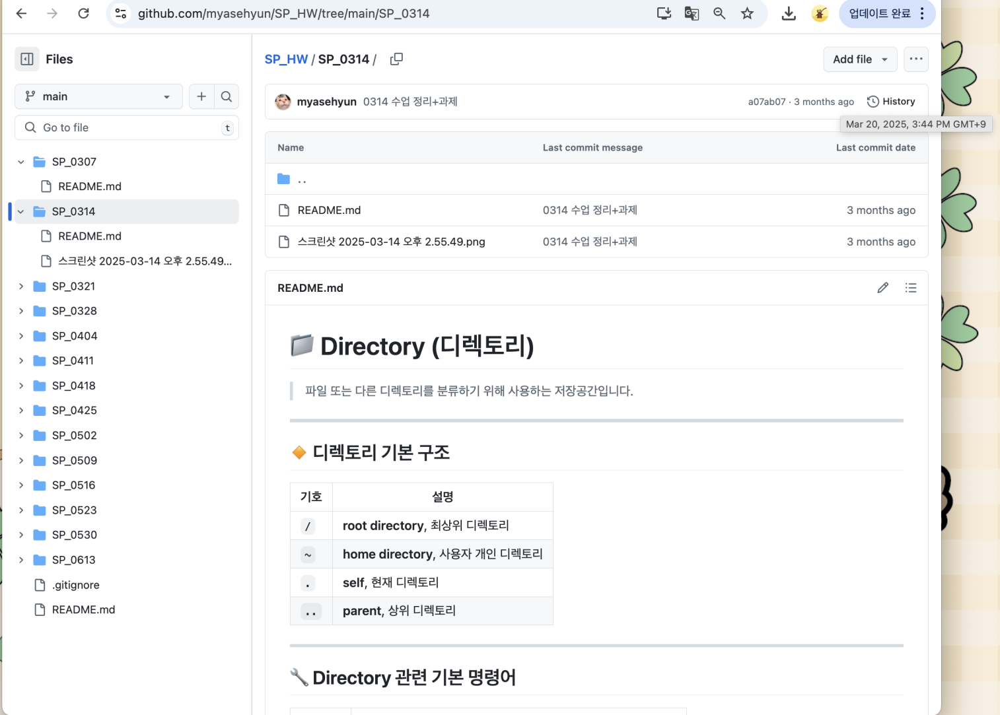 github.com/myasehyun/SP_HW/tree/main/SP_0314
업데이트 완료
Files
main
Go to file
t
SP_0307
README.md
SP_0314
README.md
스크린샷 2025-03-14 오후 2.55.49...
SP_0321
SP_0328
SP_0404
SP_0411
SP_0418
SP_0425
SP_0502
SP_0509
SP_0516
SP_0523
SP_0530
SP_0613
.gitignore
README.md
SP_HW / SP_0314 /
Add file
myasehyun 0314 수업 정리+과제 a07ab07 · 3 months ago History
Mar 20, 2025, 3:44 PM GMT+9
Name Last commit message Last commit date
..
README.md 0314 수업 정리+과제 3 months ago
스크린샷 2025-03-14 오후 2.55.49.png 0314 수업 정리+과제 3 months ago
README.md
Directory (디렉토리)
파일 또는 다른 디렉토리를 분류하기 위해 사용하는 저장공간입니다.
디렉토리 기본 구조
기호 설명
/ root directory, 최상위 디렉토리
~ home directory, 사용자 개인 디렉토리
. self, 현재 디렉토리
.. parent, 상위 디렉토리
Directory 관련 기본 명령어